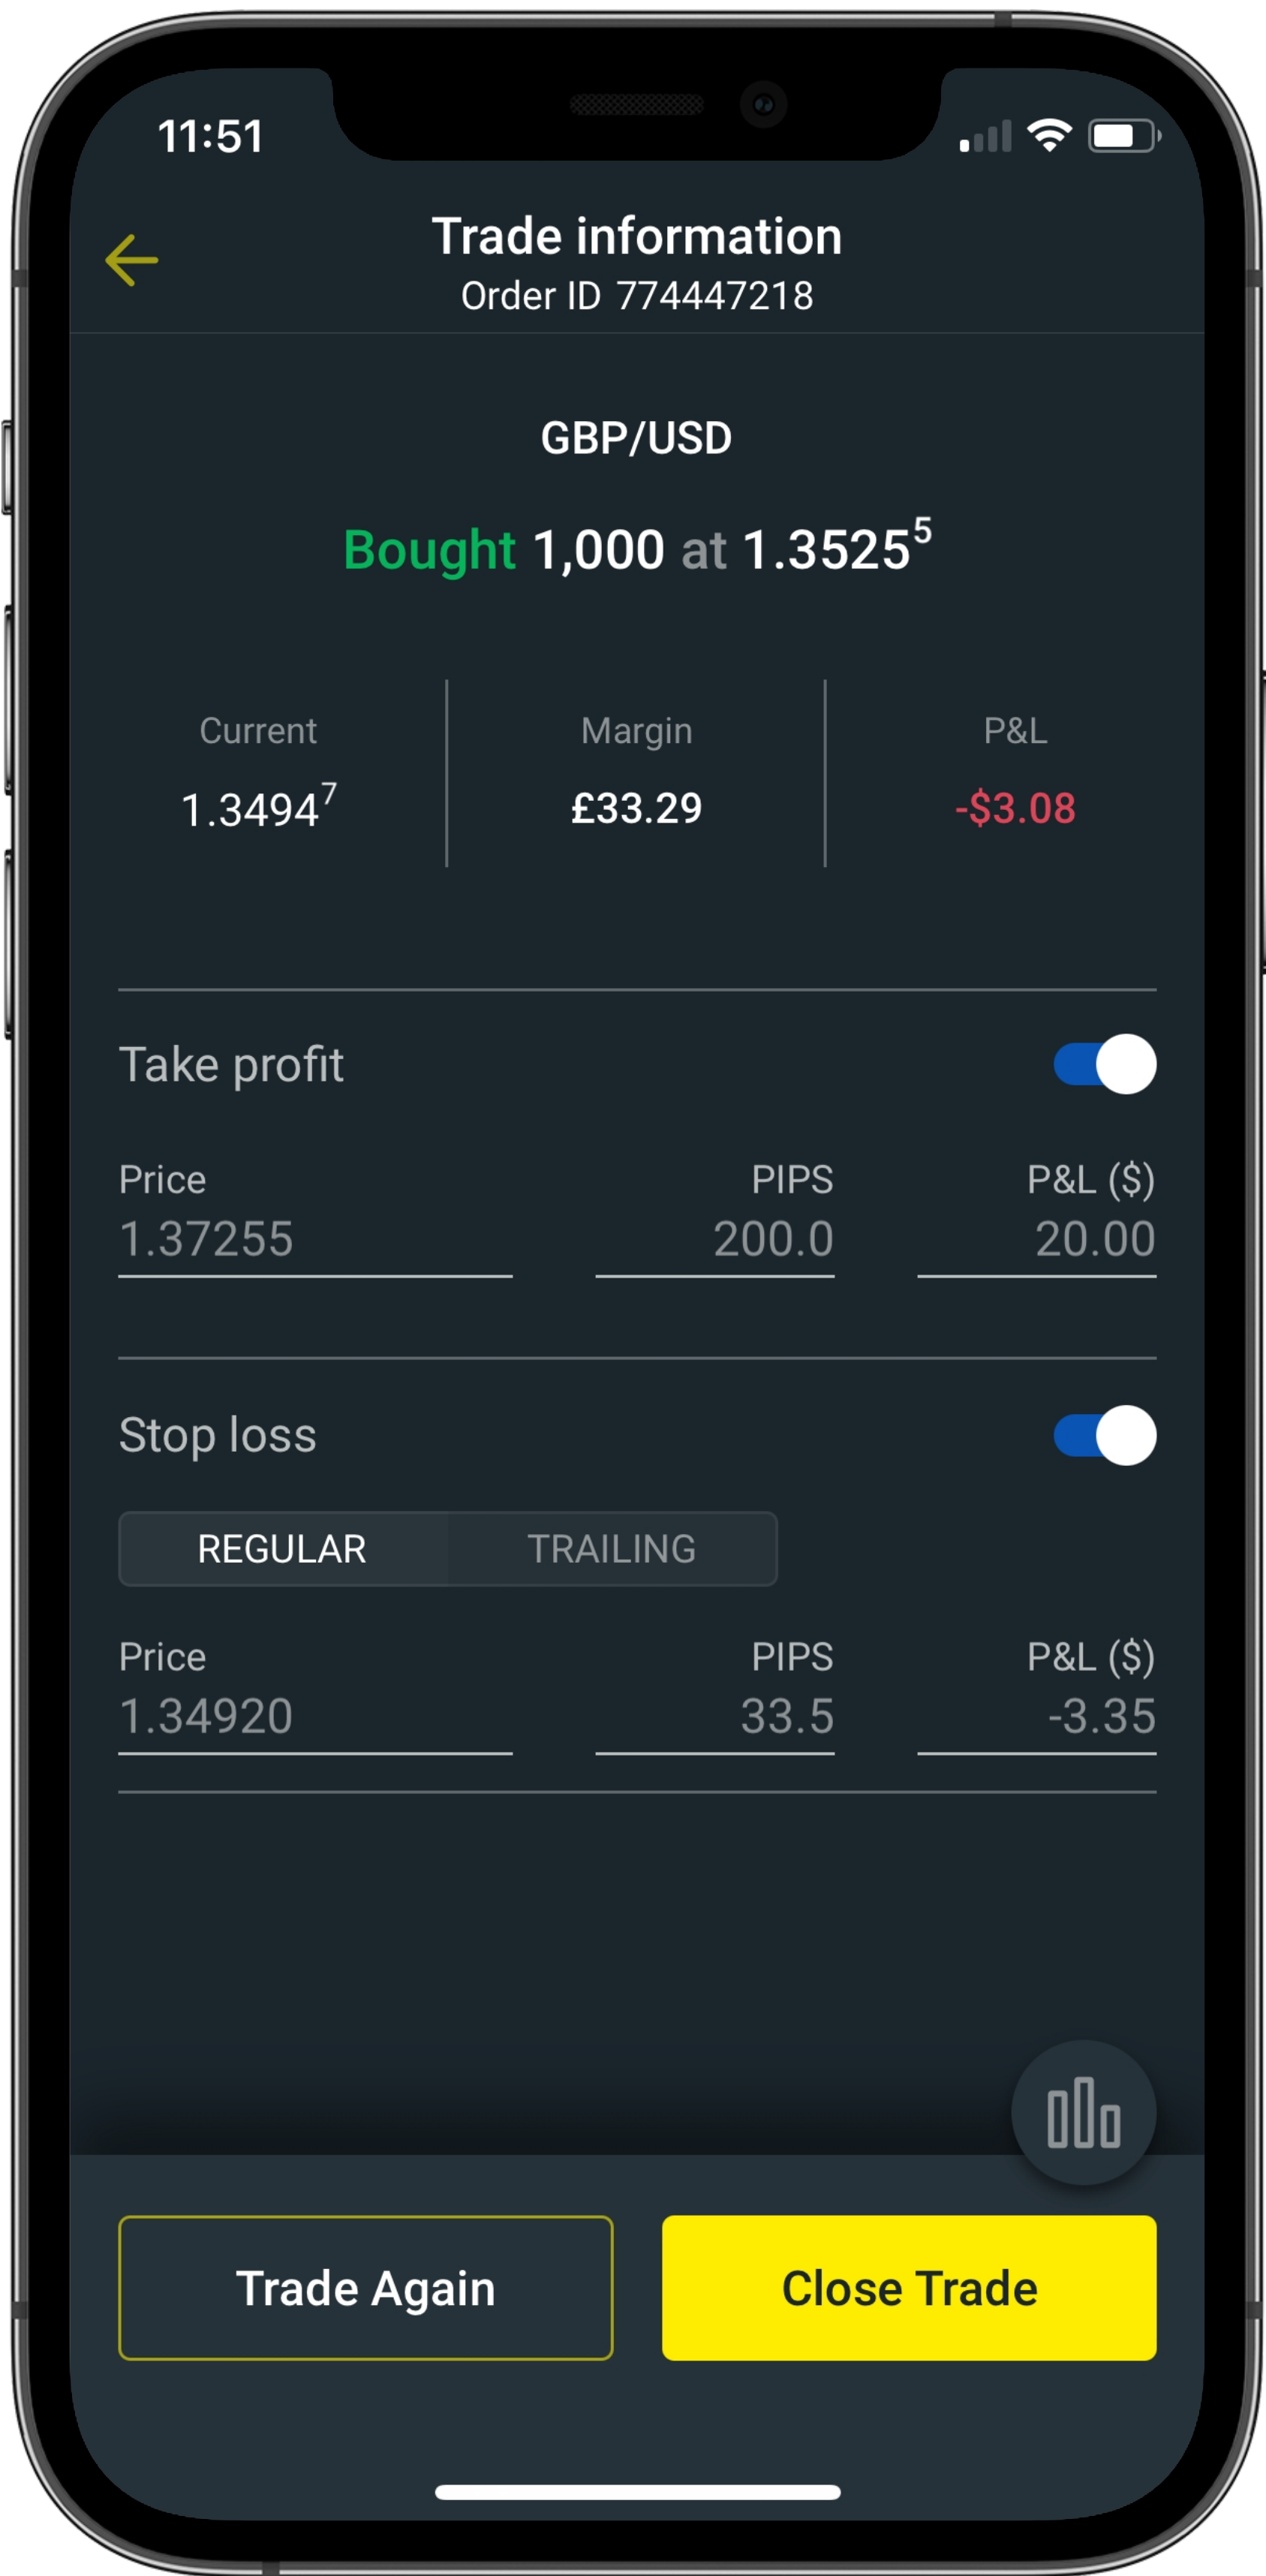 11:51
Trade information
Order ID 774447218
GBP/USD
Bought 1,000 at 1.3525⁵
Current Margin P&L
1.3494⁷ £33.29 -$3.08
Take profit
Price PIPS P&L ($)
1.37255 200.0 20.00
Stop loss
REGULAR TRAILING
Price PIPS P&L ($)
1.34920 33.5 -3.35
Trade Again Close Trade